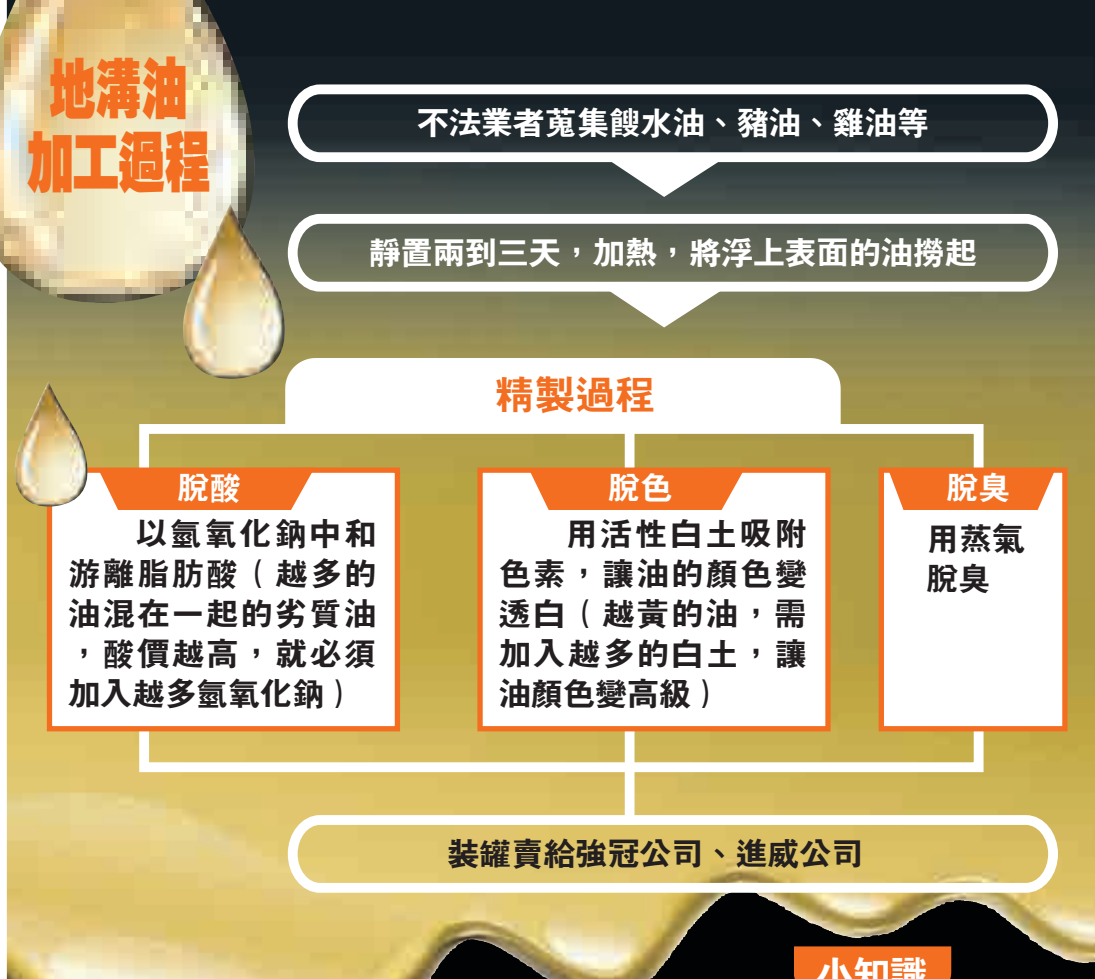 地溝油
加工過程
不法業者蒐集餿水油、豬油、雞油等
靜置兩到三天，加熱，將浮上表面的油撈起
精製過程
脫酸
以氫氧化鈉中和
游離脂肪酸（越多的
油混在一起的劣質油
，酸價越高，就必須
加入越多氫氧化鈉）
脫色
用活性白土吸附
色素，讓油的顏色變
透白（越黃的油，需
加入越多的白土，讓
油顏色變高級）
脫臭
用蒸氣
脫臭
裝罐賣給強冠公司、進威公司
小知識